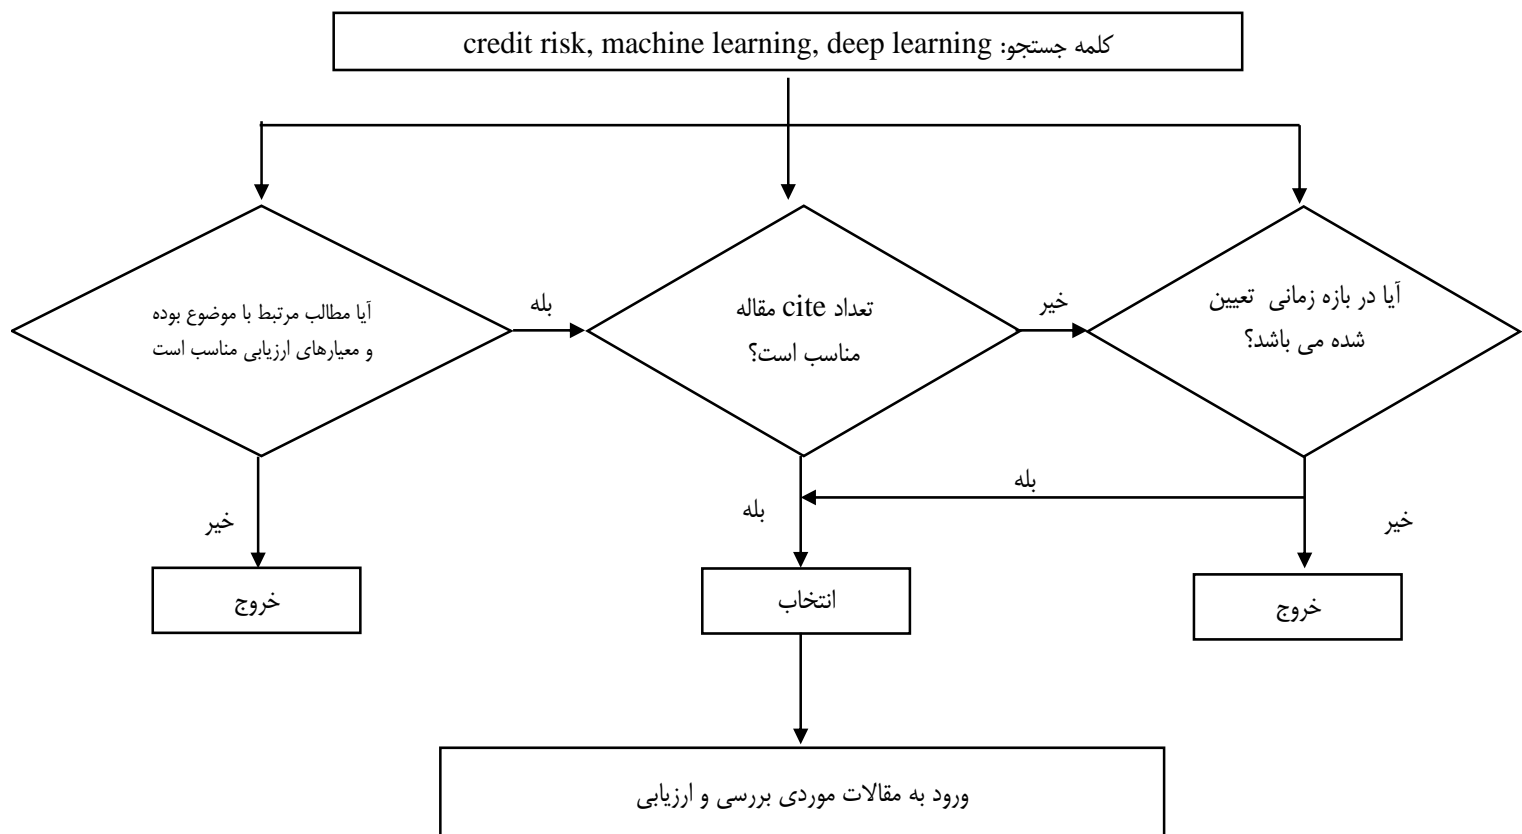 کلمه جستجو: credit risk, machine learning, deep learning
آیا در بازه زمانی تعیین
شده می باشد؟
خیر
تعداد cite مقاله
مناسب است؟
بله
آیا مطالب مرتبط با موضوع بوده
و معیارهای ارزیابی مناسب است
بله
خیر
بله
خیر
خروج
انتخاب
خروج
ورود به مقالات موردی بررسی و ارزیابی